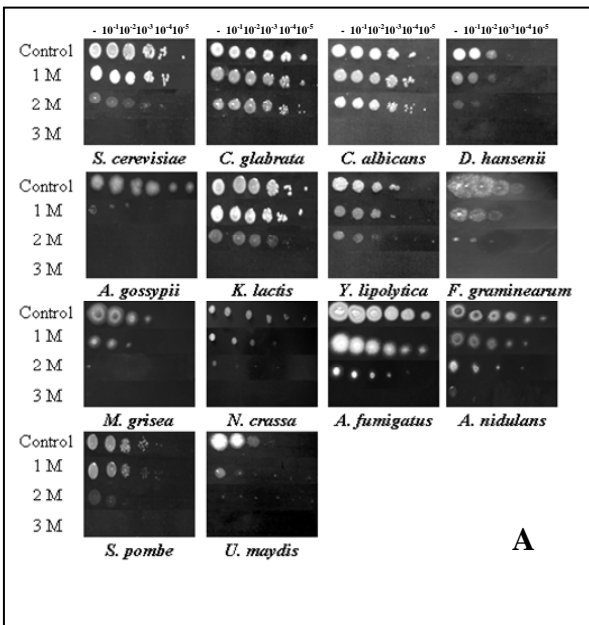 - 10⁻¹10⁻²10⁻³10⁻⁴10⁻⁵ - 10⁻¹10⁻²10⁻³10⁻⁴10⁻⁵ - 10⁻¹10⁻²10⁻³10⁻⁴10⁻⁵ - 10⁻¹10⁻²10⁻³10⁻⁴10⁻⁵
Control
1 M
2 M
3 M
S. cerevisiae C. glabrata C. albicans D. hansenii
Control
1 M
2 M
3 M
A. gossypii K. lactis Y. lipolytica F. graminearum
Control
1 M
2 M
3 M
M. grisea N. crassa A. fumigatus A. nidulans
Control
1 M
2 M
3 M
S. pombe U. maydis
A